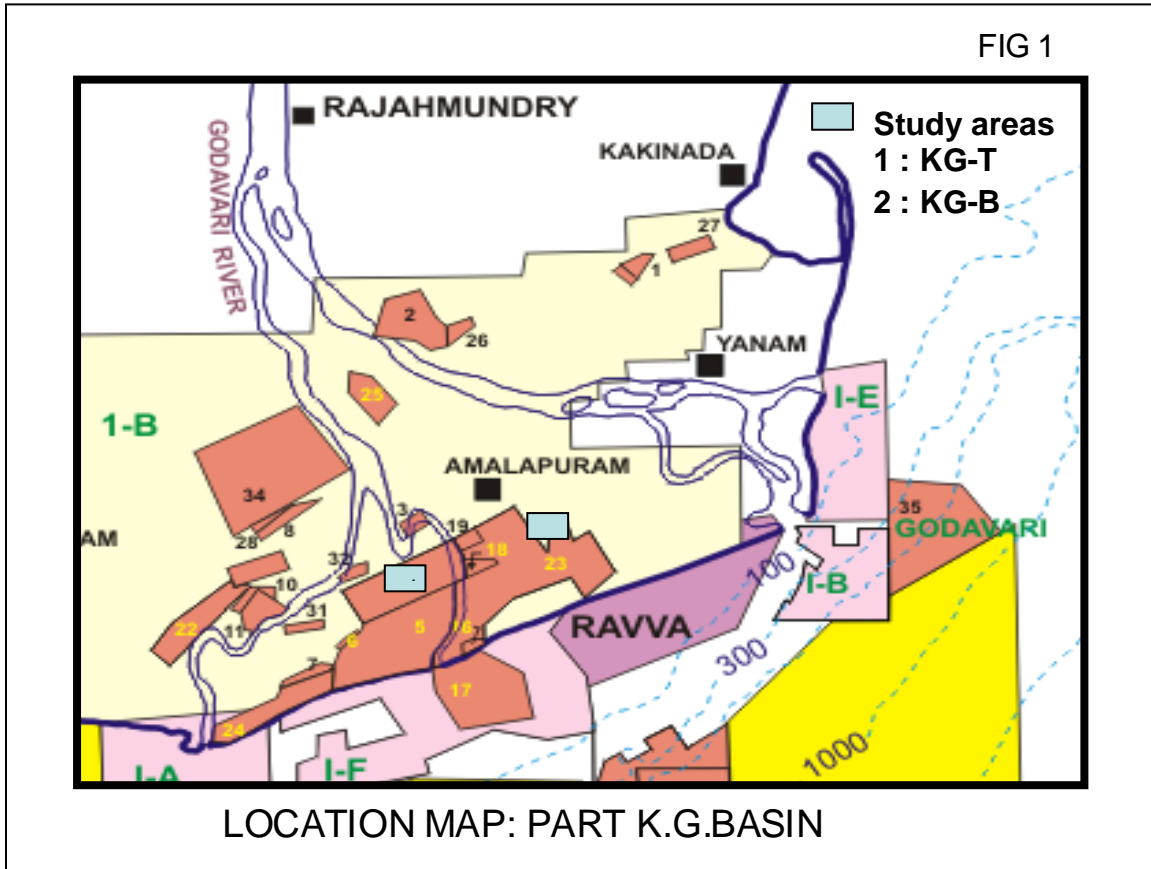 FIG 1
RAJAHMUNDRY
GODAVARI RIVER
KAKINADA
Study areas
1 : KG-T
2 : KG-B
27
1
2
26
YANAM
25
I-E
1-B
AMALAPURAM
34
8
3
19
35
GODAVARI
AM
28
32
18
23
100
I-B
10
22
11
31
6
5
16
RAVVA
300
7
17
24
1000
I-A
I-F
LOCATION MAP: PART K.G.BASIN